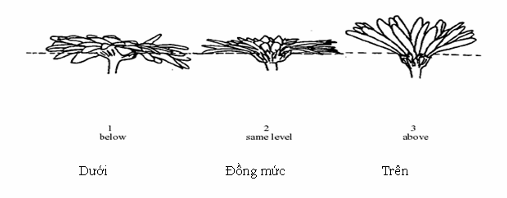 1 2 3
below same level above
Dưới Đồng mức Trên